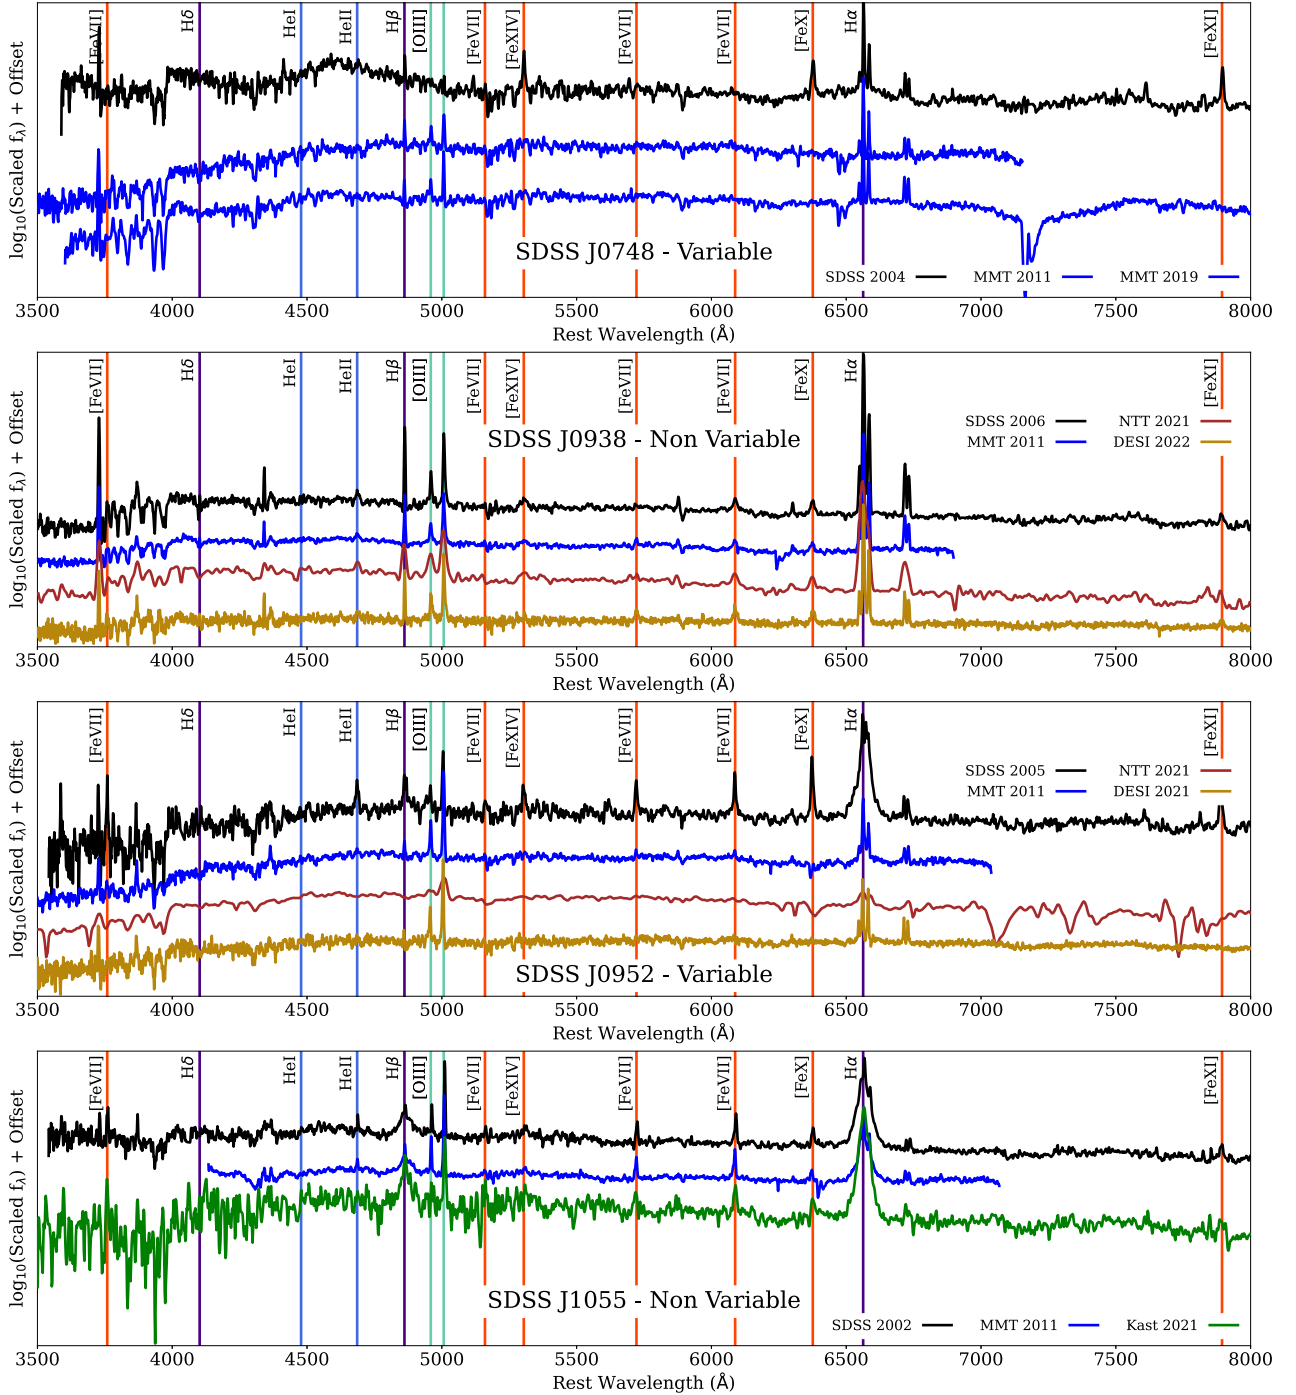 log₁₀(Scaled f_λ) + Offset
[FeVII]
Hδ
HeI
HeII
Hβ
[OIII]
[FeVII]
[FeXIV]
[FeVII]
[FeVII]
[FeX]
Hα
[FeXI]
SDSS J0748 - Variable
SDSS 2004 MMT 2011 MMT 2019
3500 4000 4500 5000 5500 6000 6500 7000 7500 8000
Rest Wavelength (Å)
log₁₀(Scaled f_λ) + Offset
[FeVII]
Hδ
HeI
HeII
Hβ
[OIII]
[FeVII]
[FeXIV]
[FeVII]
[FeVII]
[FeX]
Hα
[FeXI]
SDSS J0938 - Non Variable
SDSS 2006 NTT 2021
MMT 2011 DESI 2022
3500 4000 4500 5000 5500 6000 6500 7000 7500 8000
Rest Wavelength (Å)
log₁₀(Scaled f_λ) + Offset
[FeVII]
Hδ
HeI
HeII
Hβ
[OIII]
[FeVII]
[FeXIV]
[FeVII]
[FeVII]
[FeX]
Hα
[FeXI]
SDSS 2005 NTT 2021
MMT 2011 DESI 2021
SDSS J0952 - Variable
3500 4000 4500 5000 5500 6000 6500 7000 7500 8000
Rest Wavelength (Å)
log₁₀(Scaled f_λ) + Offset
[FeVII]
Hδ
HeI
HeII
Hβ
[OIII]
[FeVII]
[FeXIV]
[FeVII]
[FeVII]
[FeX]
Hα
[FeXI]
SDSS J1055 - Non Variable
SDSS 2002 MMT 2011 Kast 2021
3500 4000 4500 5000 5500 6000 6500 7000 7500 8000
Rest Wavelength (Å)